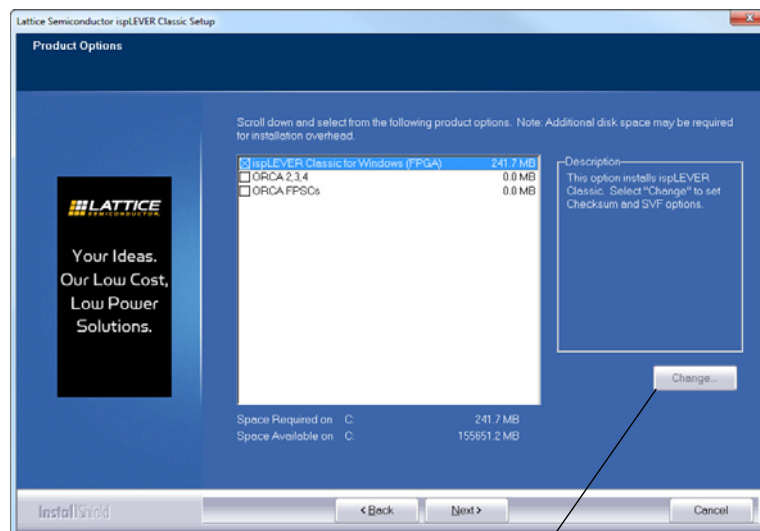 Lattice Semiconductor ispLEVER Classic Setup
Product Options
Scroll down and select from the following product options. Note: Additional disk space may be required
for installation overhead.
ispLEVER Classic for Windows (FPGA) 241.7 MB
ORCA 2,3,4 0.0 MB
ORCA FPSCs 0.0 MB
Description
This option installs ispLEVER
Classic. Select "Change" to set
Checksum and SVF options.
LATTICE
SEMICONDUCTOR.
Your Ideas.
Our Low Cost,
Low Power
Solutions.
Change...
Space Required on C: 241.7 MB
Space Available on C: 155651.2 MB
InstallShield
< Back
Next >
Cancel